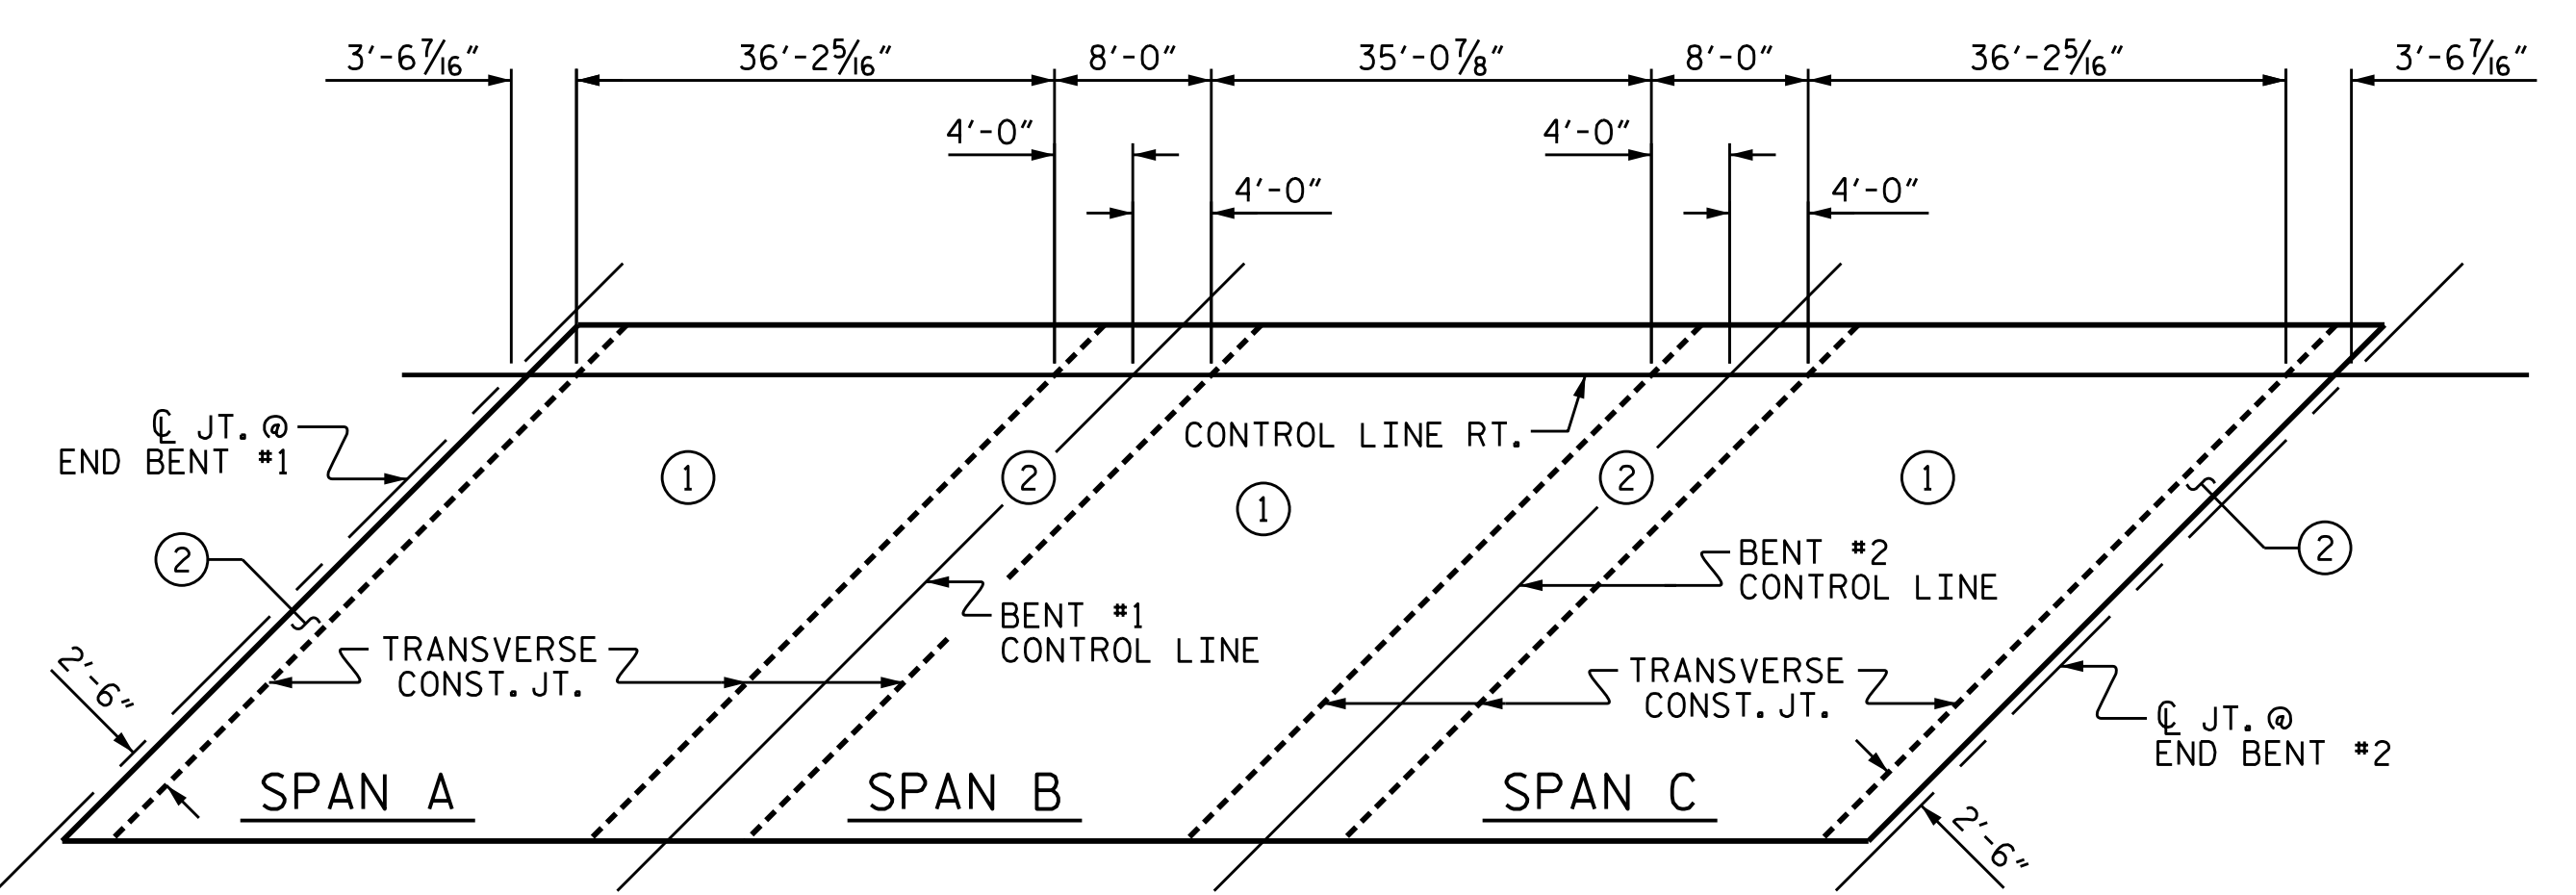 3'-6 7/16" 36'-2 5/16" 8'-0" 35'-0 7/8" 8'-0" 36'-2 5/16" 3'-6 7/16"
4'-0" 4'-0"
4'-0" 4'-0"
℄ JT. @
END BENT #1
CONTROL LINE RT.
1 2 1 2 1
2 2
BENT #2
CONTROL LINE
BENT #1
CONTROL LINE
TRANSVERSE
CONST. JT.
TRANSVERSE
CONST. JT.
2'-6"
℄ JT. @
END BENT #2
SPAN A SPAN B SPAN C
2'-6"